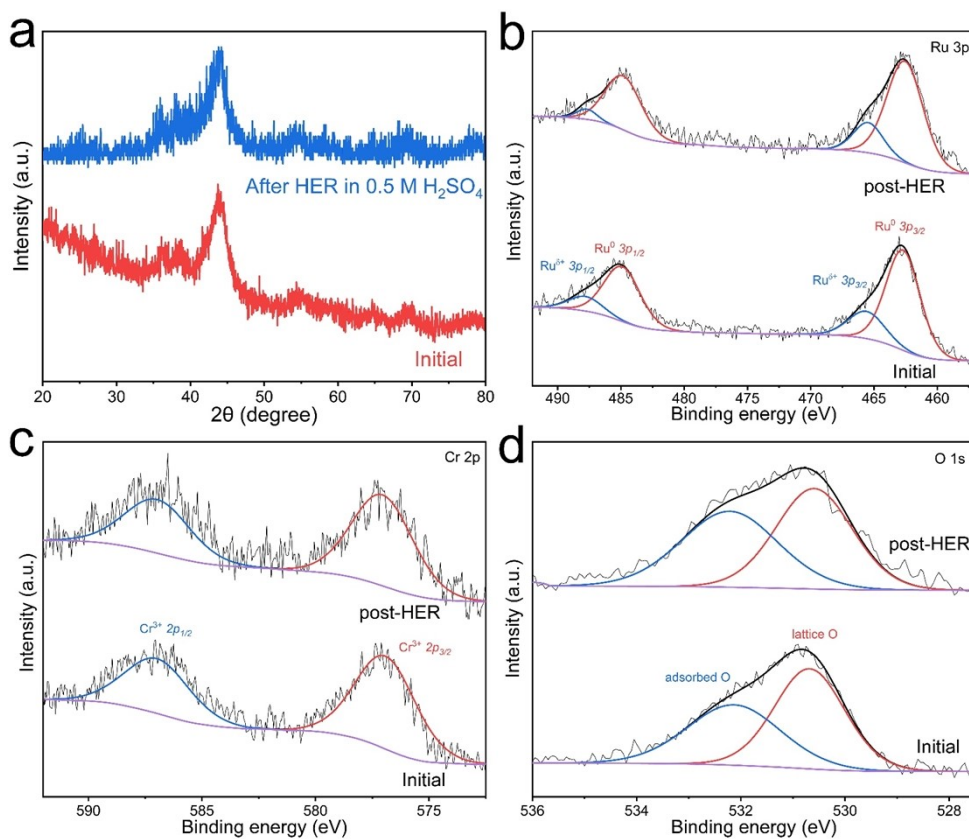 a
Intensity (a.u.)
After HER in 0.5 M H₂SO₄
Initial
20 30 40 50 60 70 80
2θ (degree)
b
Ru 3p
Intensity (a.u.)
post-HER
Ru⁰ 3p₁/₂
Ru⁰ 3p₃/₂
Ruᵟ⁺ 3p₁/₂
Ruᵟ⁺ 3p₃/₂
Initial
490 485 480 475 470 465 460
Binding energy (eV)
c
Cr 2p
Intensity (a.u.)
post-HER
Cr³⁺ 2p₁/₂
Cr³⁺ 2p₃/₂
Initial
590 585 580 575
Binding energy (eV)
d
O 1s
Intensity (a.u.)
post-HER
lattice O
adsorbed O
Initial
536 534 532 530 528
Binding energy (eV)